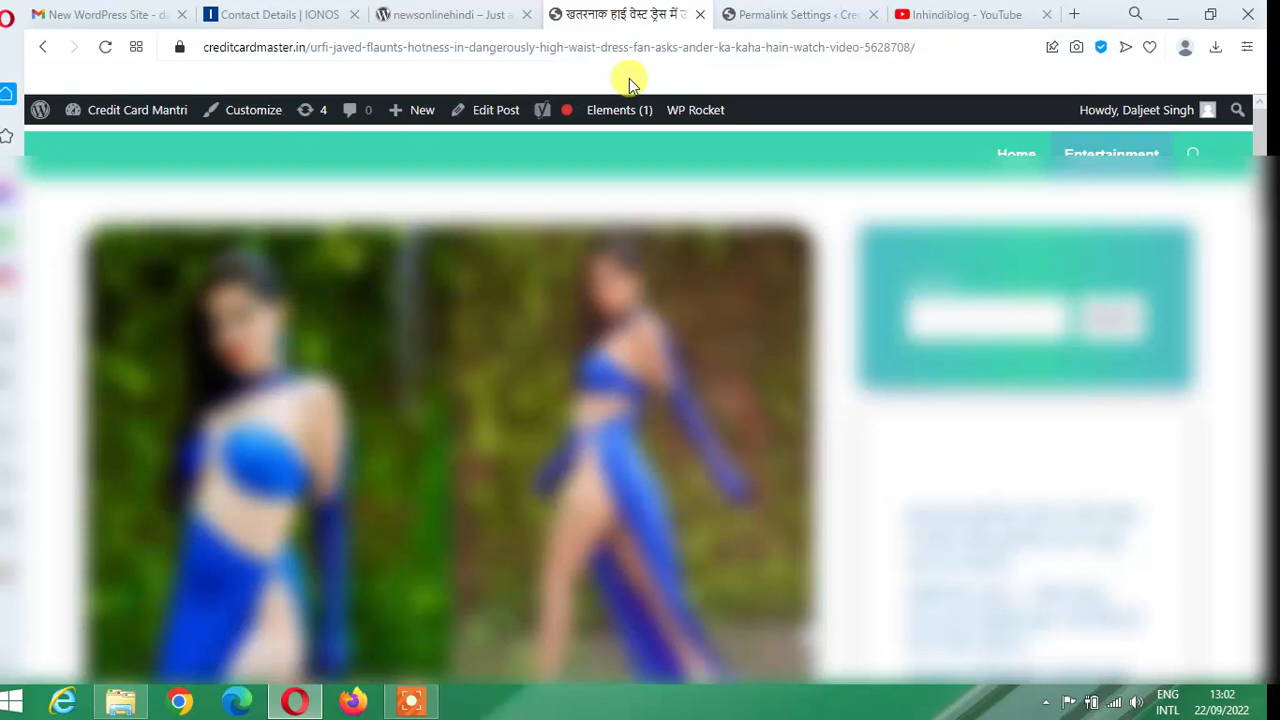 New WordPress Site - da
Contact Details | IONOS
newsonlinehindi – Just a
खतरनाक हाई वेस्ट ड्रेस में उ
Permalink Settings ‹ Cre
Inhindiblog - YouTube
creditcardmaster.in/urfi-javed-flaunts-hotness-in-dangerously-high-waist-dress-fan-asks-ander-ka-kaha-hain-watch-video-5628708/
Credit Card Mantri
Customize
4
0
New
Edit Post
Elements (1)
WP Rocket
Howdy, Daljeet Singh
Home
Entertainment
ENG
INTL
13:02
22/09/2022